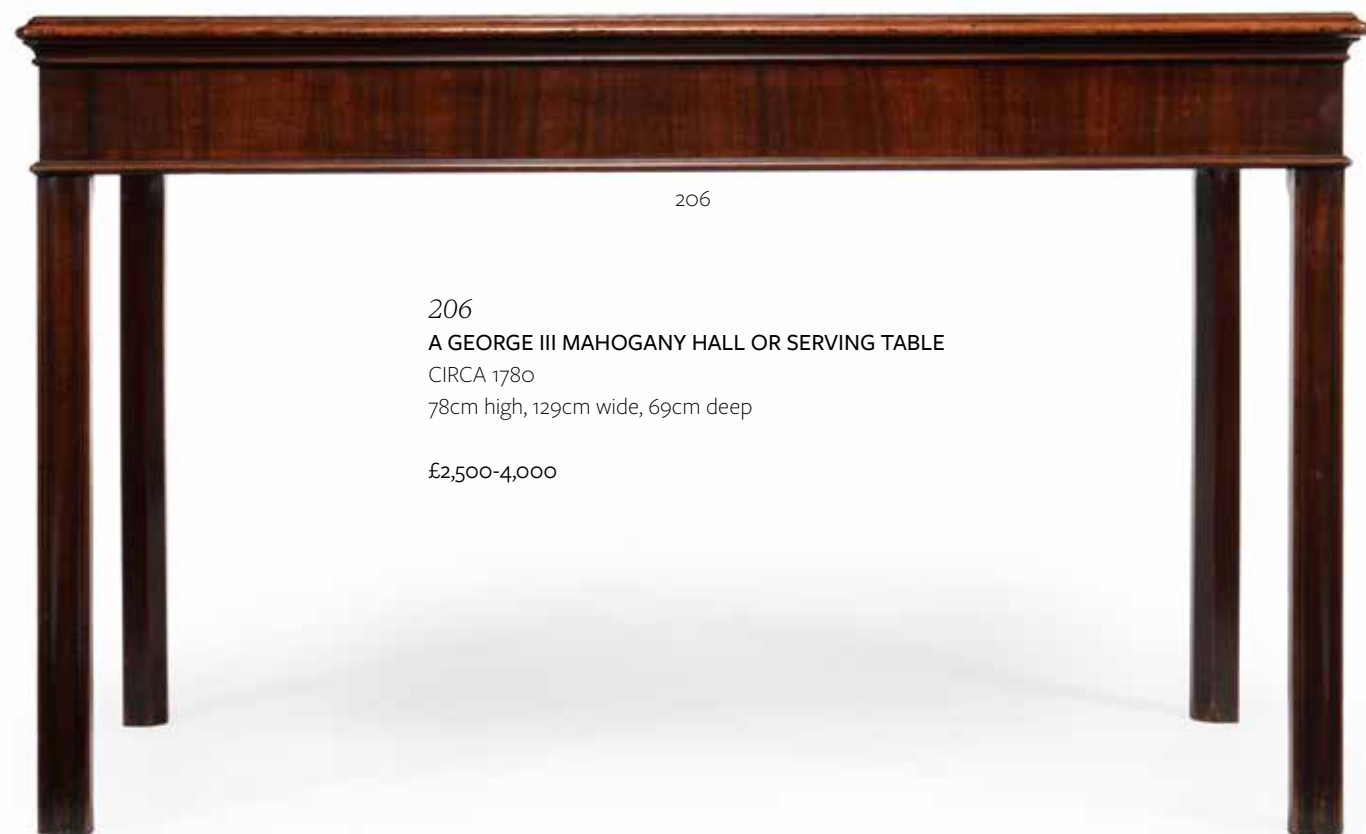 206
206
A GEORGE III MAHOGANY HALL OR SERVING TABLE
CIRCA 1780
78cm high, 129cm wide, 69cm deep
£2,500-4,000